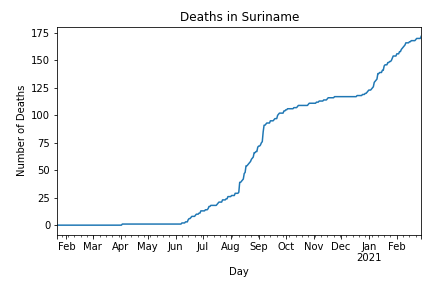 Deaths in Suriname
175
150
125
100
75
50
25
0
Number of Deaths
Feb Mar Apr May Jun Jul Aug Sep Oct Nov Dec Jan Feb
2021
Day